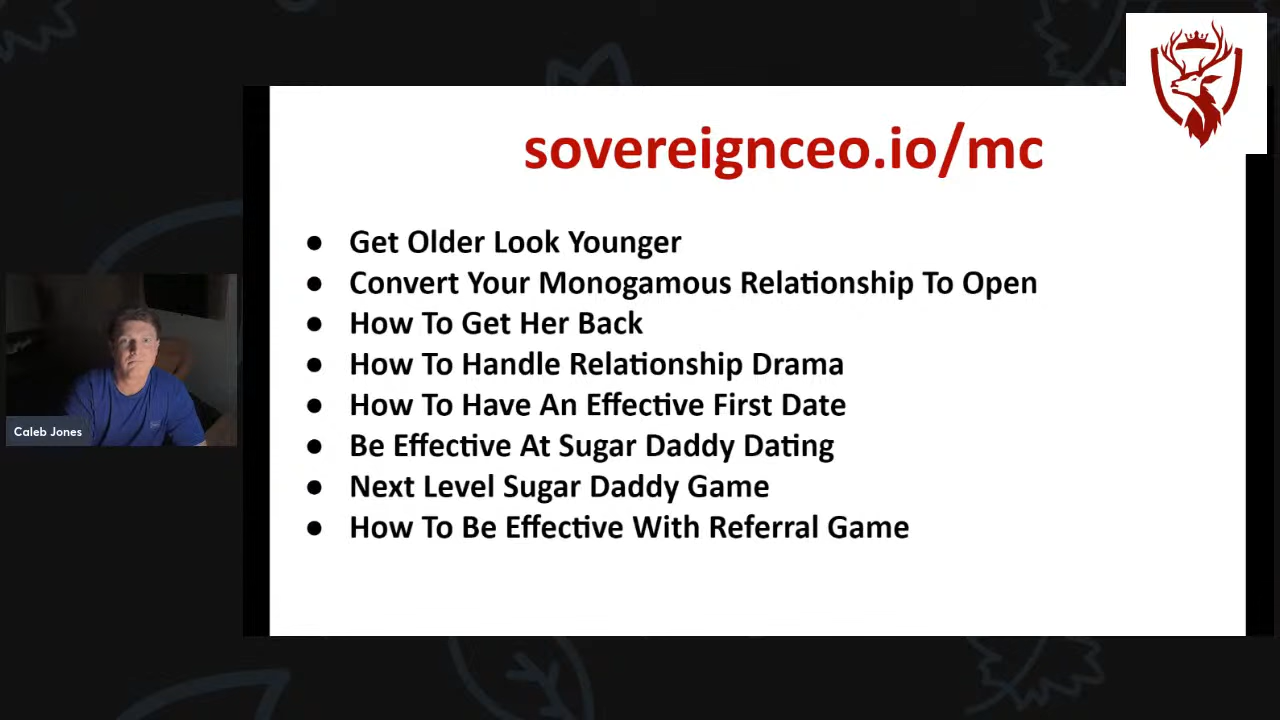 sovereignceo.io/mc
● Get Older Look Younger
● Convert Your Monogamous Relationship To Open
● How To Get Her Back
● How To Handle Relationship Drama
● How To Have An Effective First Date
● Be Effective At Sugar Daddy Dating
● Next Level Sugar Daddy Game
● How To Be Effective With Referral Game
Caleb Jones